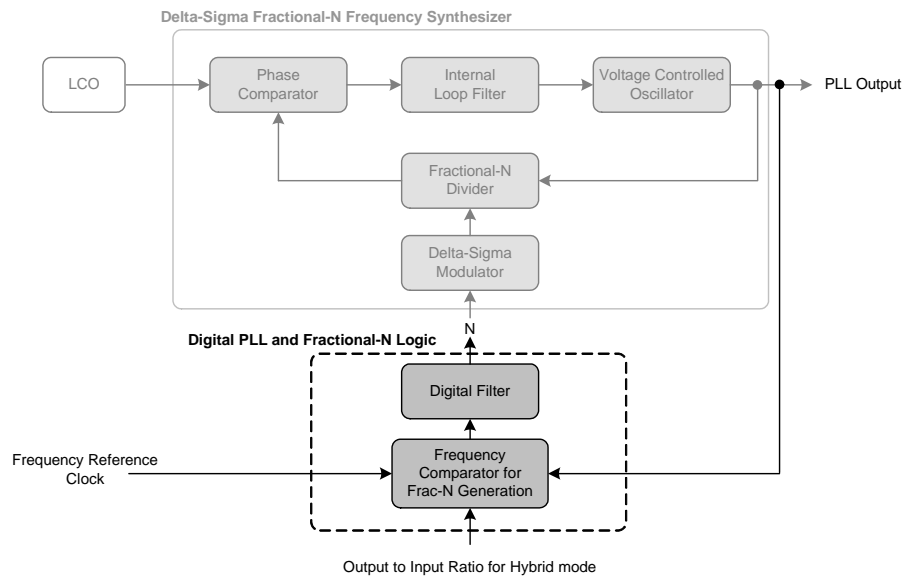 Delta-Sigma Fractional-N Frequency Synthesizer
LCO
Phase
Comparator
Internal
Loop Filter
Voltage Controlled
Oscillator
PLL Output
Fractional-N
Divider
Delta-Sigma
Modulator
N
Digital PLL and Fractional-N Logic
Digital Filter
Frequency Reference
Clock
Frequency
Comparator for
Frac-N Generation
Output to Input Ratio for Hybrid mode